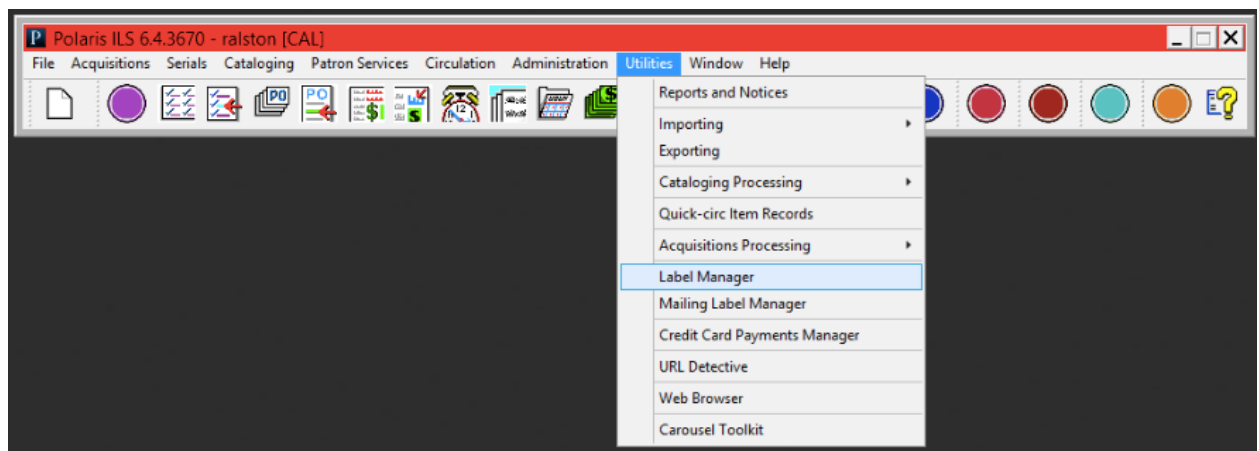 Polaris ILS 6.4.3670 - ralston [CAL]
File Acquisitions Serials Cataloging Patron Services Circulation Administration Utilities Window Help
Reports and Notices
Importing
Exporting
Cataloging Processing
Quick-circ Item Records
Acquisitions Processing
Label Manager
Mailing Label Manager
Credit Card Payments Manager
URL Detective
Web Browser
Carousel Toolkit